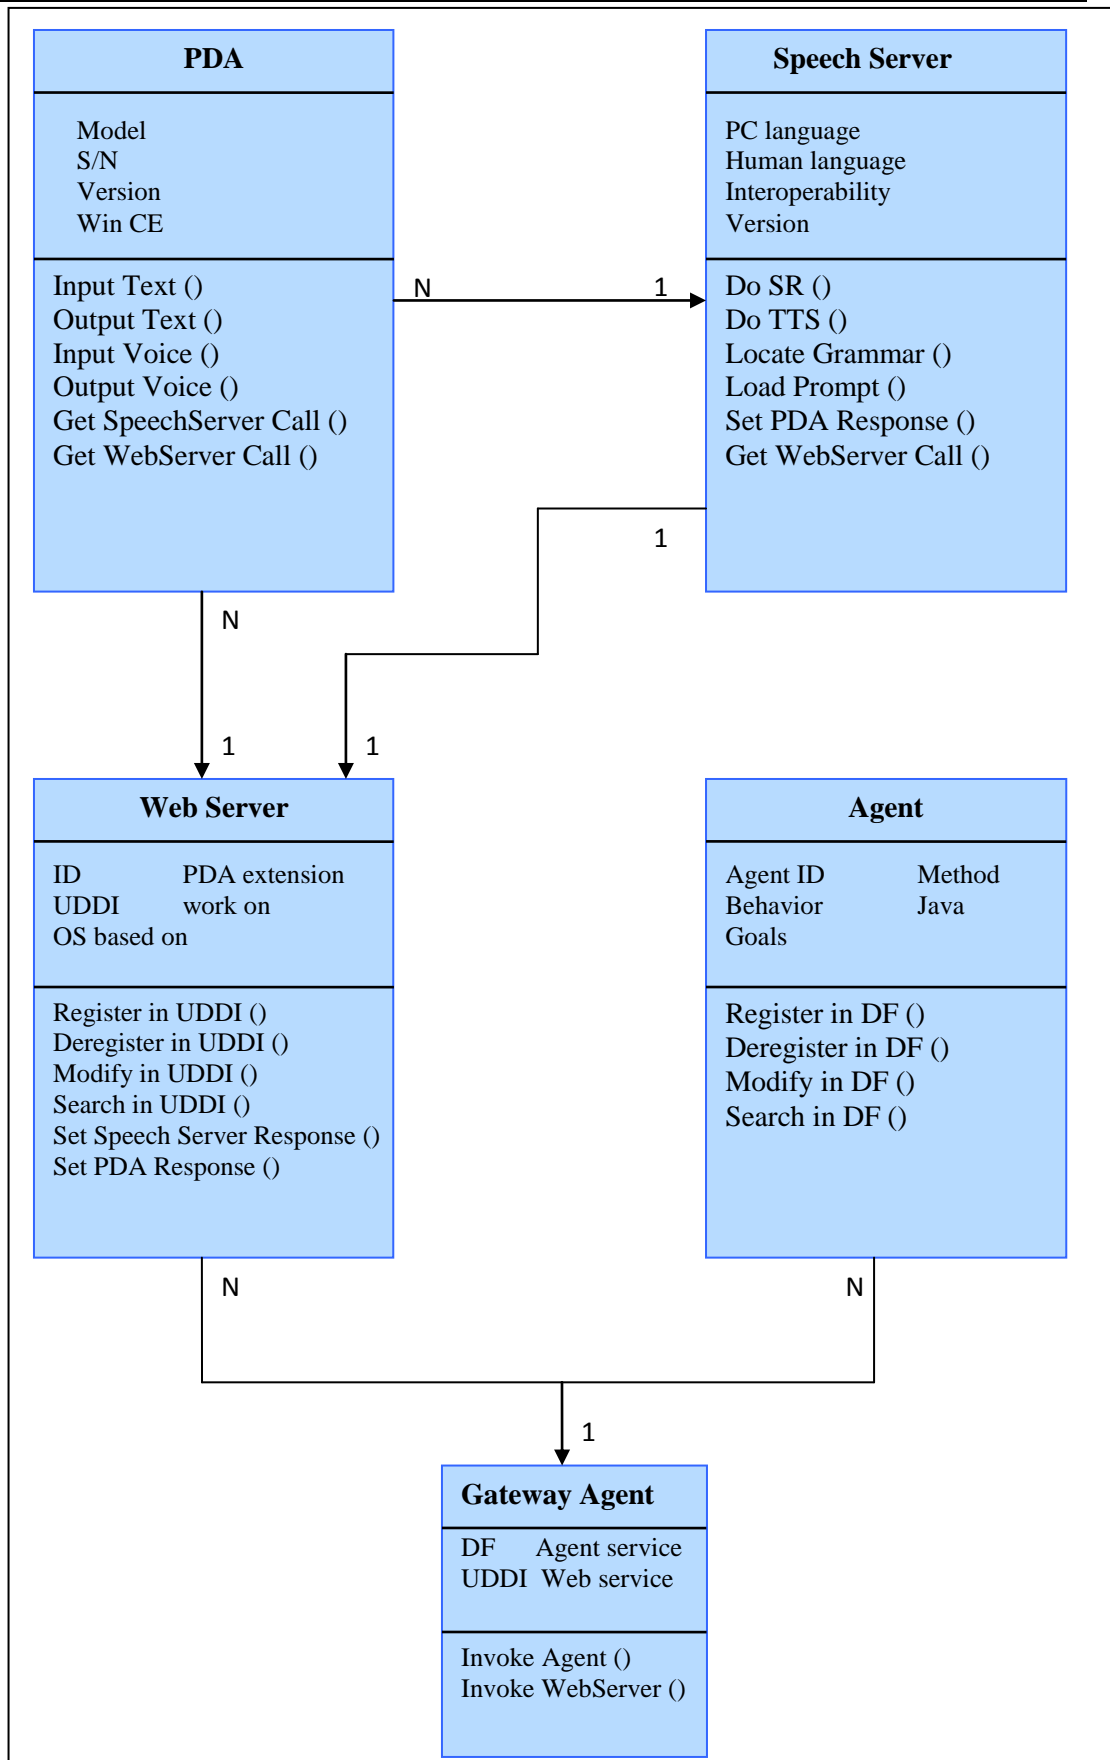 PDA
Model
S/N
Version
Win CE
Input Text ()
Output Text ()
Input Voice ()
Output Voice ()
Get SpeechServer Call ()
Get WebServer Call ()
N
1
Speech Server
PC language
Human language
Interoperability
Version
Do SR ()
Do TTS ()
Locate Grammar ()
Load Prompt ()
Set PDA Response ()
Get WebServer Call ()
1
N
1
1
Web Server
ID PDA extension
UDDI work on
OS based on
Register in UDDI ()
Deregister in UDDI ()
Modify in UDDI ()
Search in UDDI ()
Set Speech Server Response ()
Set PDA Response ()
Agent
Agent ID Method
Behavior Java
Goals
Register in DF ()
Deregister in DF ()
Modify in DF ()
Search in DF ()
N
N
1
Gateway Agent
DF Agent service
UDDI Web service
Invoke Agent ()
Invoke WebServer ()